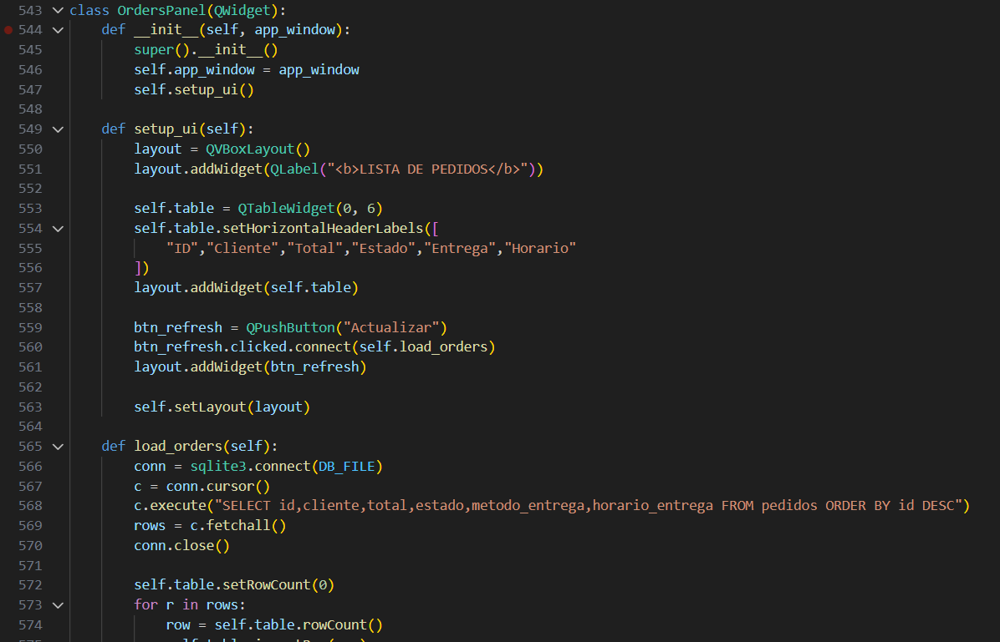 543 class OrdersPanel(QWidget):
544     def __init__(self, app_window):
545         super().__init__()
546         self.app_window = app_window
547         self.setup_ui()
548
549     def setup_ui(self):
550         layout = QVBoxLayout()
551         layout.addWidget(QLabel("<b>LISTA DE PEDIDOS</b>"))
552
553         self.table = QTableWidget(0, 6)
554         self.table.setHorizontalHeaderLabels([
555             "ID","Cliente","Total","Estado","Entrega","Horario"
556         ])
557         layout.addWidget(self.table)
558
559         btn_refresh = QPushButton("Actualizar")
560         btn_refresh.clicked.connect(self.load_orders)
561         layout.addWidget(btn_refresh)
562
563         self.setLayout(layout)
564
565     def load_orders(self):
566         conn = sqlite3.connect(DB_FILE)
567         c = conn.cursor()
568         c.execute("SELECT id,cliente,total,estado,metodo_entrega,horario_entrega FROM pedidos ORDER BY id DESC")
569         rows = c.fetchall()
570         conn.close()
571
572         self.table.setRowCount(0)
573         for r in rows:
574             row = self.table.rowCount()